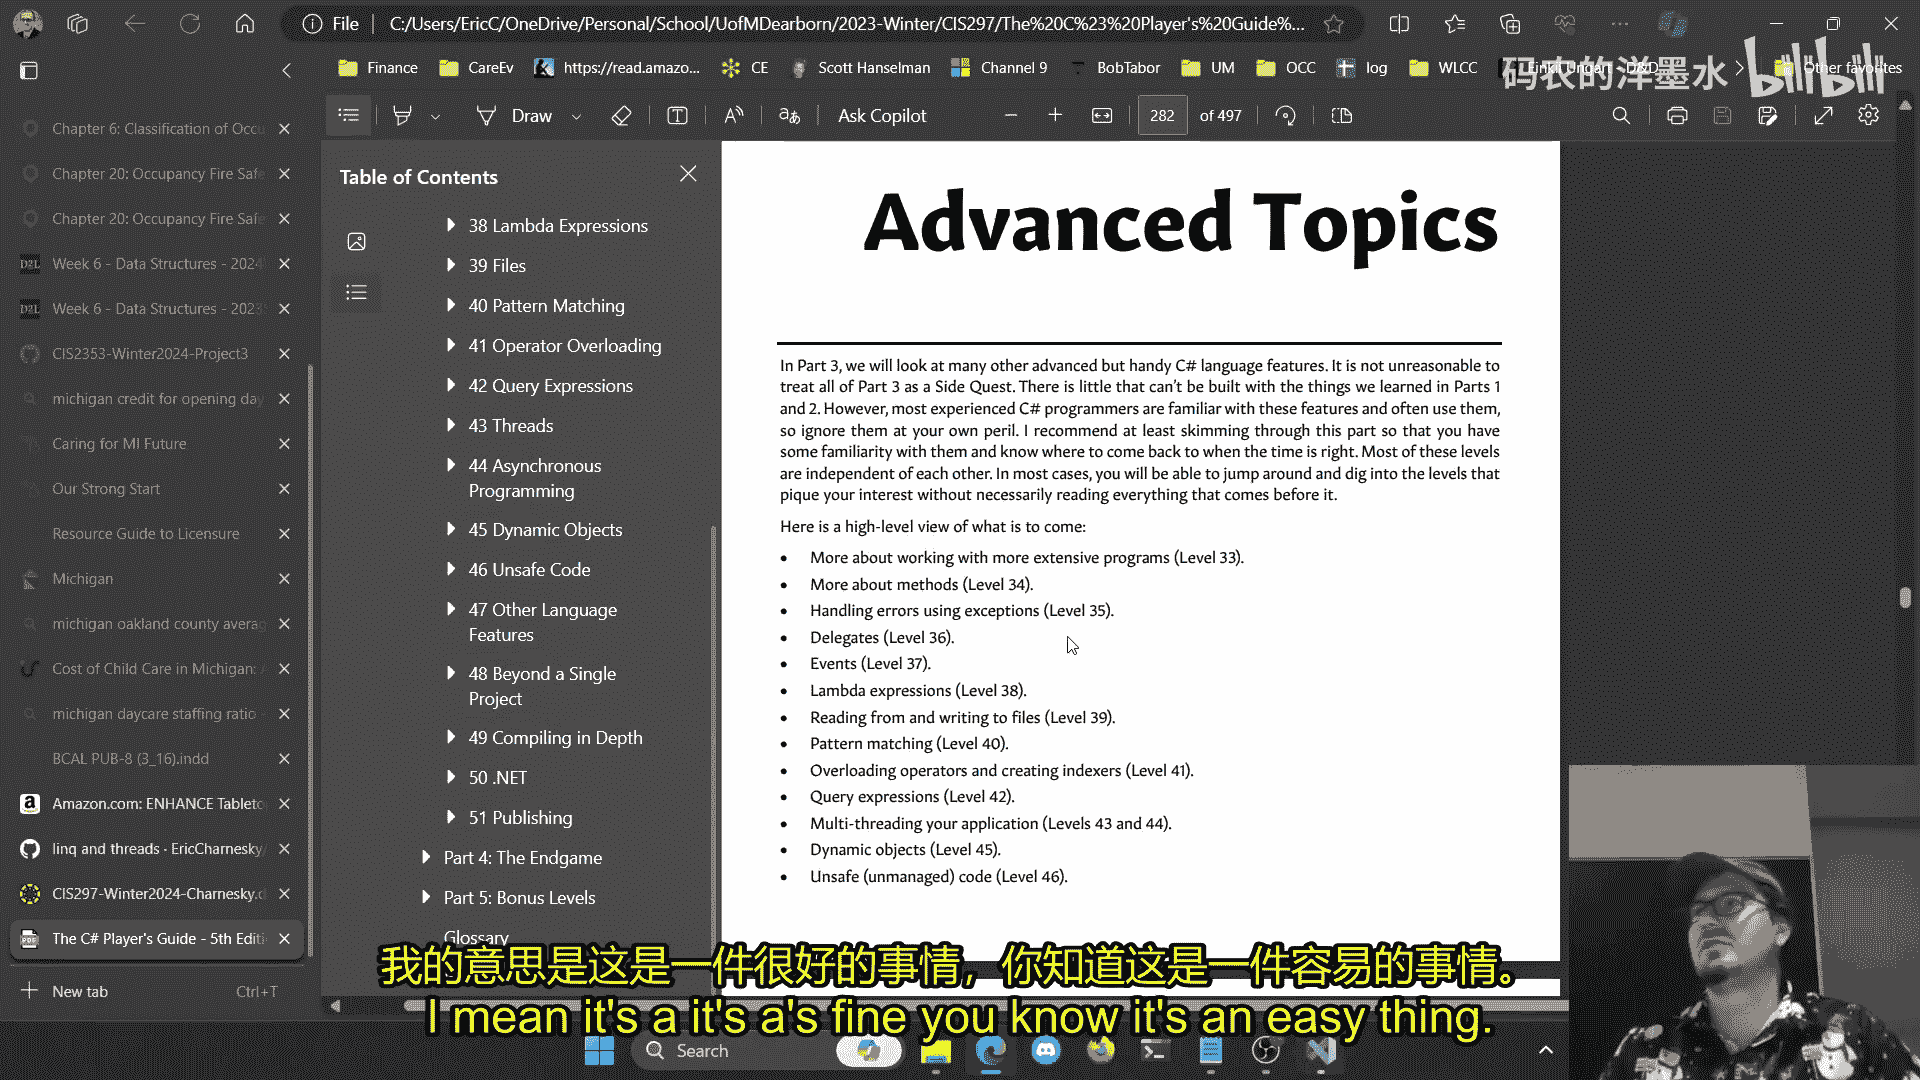 File
C:/Users/EricC/OneDrive/Personal/School/UofMDearborn/2023-Winter/CIS297/The%20C%23%20Player's%20Guide%...
Finance
CareEv
https://read.amazo...
CE
Scott Hanselman
Channel 9
BobTabor
UM
OCC
log
WLCC
Other favorites
码农的洋墨水
bilibili
Draw
Ask Copilot
282 of 497
Chapter 6: Classification of Occu
Chapter 20: Occupancy Fire Safe
Chapter 20: Occupancy Fire Safe
Week 6 - Data Structures - 2024
Week 6 - Data Structures - 2023
CIS2353-Winter2024-Project3
michigan credit for opening day
Caring for MI Future
Our Strong Start
Resource Guide to Licensure
Michigan
michigan oakland county averag
Cost of Child Care in Michigan:
michigan daycare staffing ratio
BCAL PUB-8 (3_16).indd
Amazon.com: ENHANCE Tableto
linq and threads · EricCharnesky
CIS297-Winter2024-Charnesky.d
The C# Player's Guide - 5th Editi
New tab
Ctrl+T
Table of Contents
38 Lambda Expressions
39 Files
40 Pattern Matching
41 Operator Overloading
42 Query Expressions
43 Threads
44 Asynchronous
Programming
45 Dynamic Objects
46 Unsafe Code
47 Other Language
Features
48 Beyond a Single
Project
49 Compiling in Depth
50 .NET
51 Publishing
Part 4: The Endgame
Part 5: Bonus Levels
Glossary
Advanced Topics
In Part 3, we will look at many other advanced but handy C# language features. It is not unreasonable to
treat all of Part 3 as a Side Quest. There is little that can't be built with the things we learned in Parts 1
and 2. However, most experienced C# programmers are familiar with these features and often use them,
so ignore them at your own peril. I recommend at least skimming through this part so that you have
some familiarity with them and know where to come back to when the time is right. Most of these levels
are independent of each other. In most cases, you will be able to jump around and dig into the levels that
pique your interest without necessarily reading everything that comes before it.
Here is a high-level view of what is to come:
• More about working with more extensive programs (Level 33).
• More about methods (Level 34).
• Handling errors using exceptions (Level 35).
• Delegates (Level 36).
• Events (Level 37).
• Lambda expressions (Level 38).
• Reading from and writing to files (Level 39).
• Pattern matching (Level 40).
• Overloading operators and creating indexers (Level 41).
• Query expressions (Level 42).
• Multi-threading your application (Levels 43 and 44).
• Dynamic objects (Level 45).
• Unsafe (unmanaged) code (Level 46).
我的意思是这是一件很好的事情，你知道这是一件容易的事情。
I mean it's a it's a's fine you know it's an easy thing.
Search